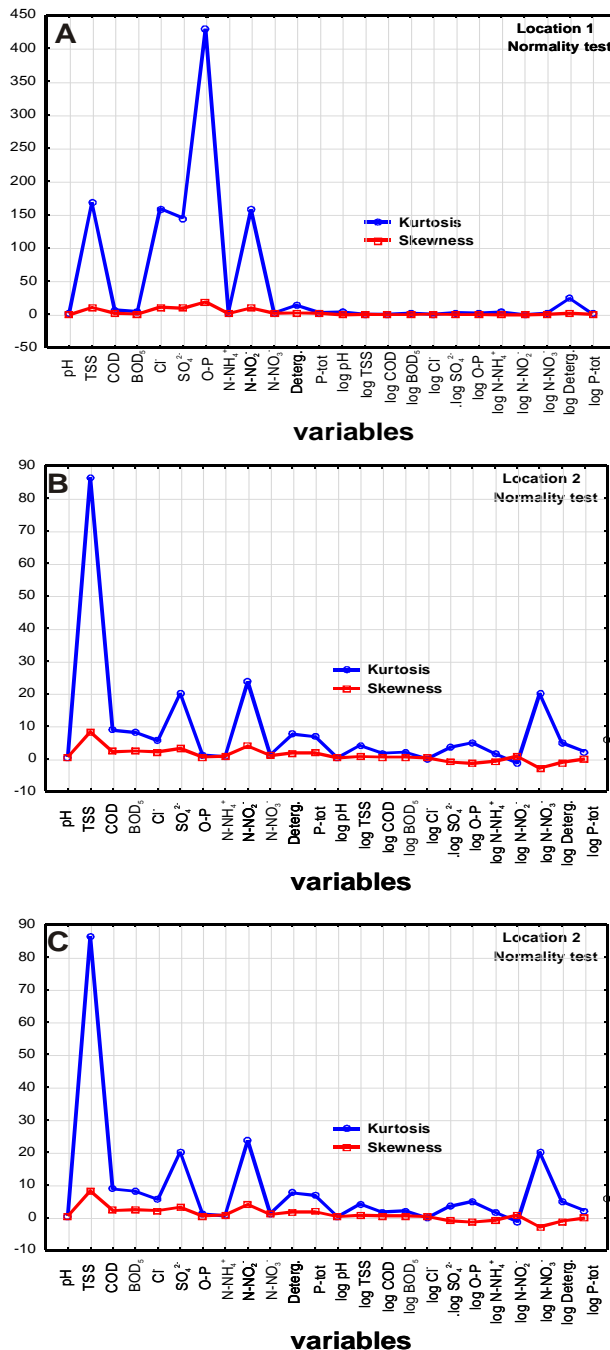 A
Location 1
Normality test
450
400
350
300
250
200
150
100
50
0
-50
Kurtosis
Skewness
pH
TSS
COD
BOD₅
Cl⁻
SO₄²⁻
O-P
N-NH₄⁺
N-NO₂⁻
N-NO₃⁻
Deterg.
P-tot
log pH
log TSS
log COD
log BOD₅
log Cl⁻
.log SO₄²⁻
log O-P
log N-NH₄⁺
log N-NO₂⁻
log N-NO₃⁻
log Deterg.
log P-tot
variables
B
Location 2
Normality test
90
80
70
60
50
40
30
20
10
0
-10
Kurtosis
Skewness
pH
TSS
COD
BOD₅
Cl⁻
SO₄²⁻
O-P
N-NH₄⁺
N-NO₂⁻
N-NO₃⁻
Deterg.
P-tot
log pH
log TSS
log COD
log BOD₅
log Cl⁻
.log SO₄²⁻
log O-P
log N-NH₄⁺
log N-NO₂⁻
log N-NO₃⁻
log Deterg.
log P-tot
variables
C
Location 2
Normality test
90
80
70
60
50
40
30
20
10
0
-10
Kurtosis
Skewness
pH
TSS
COD
BOD₅
Cl⁻
SO₄²⁻
O-P
N-NH₄⁺
N-NO₂⁻
N-NO₃⁻
Deterg.
P-tot
log pH
log TSS
log COD
log BOD₅
log Cl⁻
.log SO₄²⁻
log O-P
log N-NH₄⁺
log N-NO₂⁻
log N-NO₃⁻
log Deterg.
log P-tot
variables